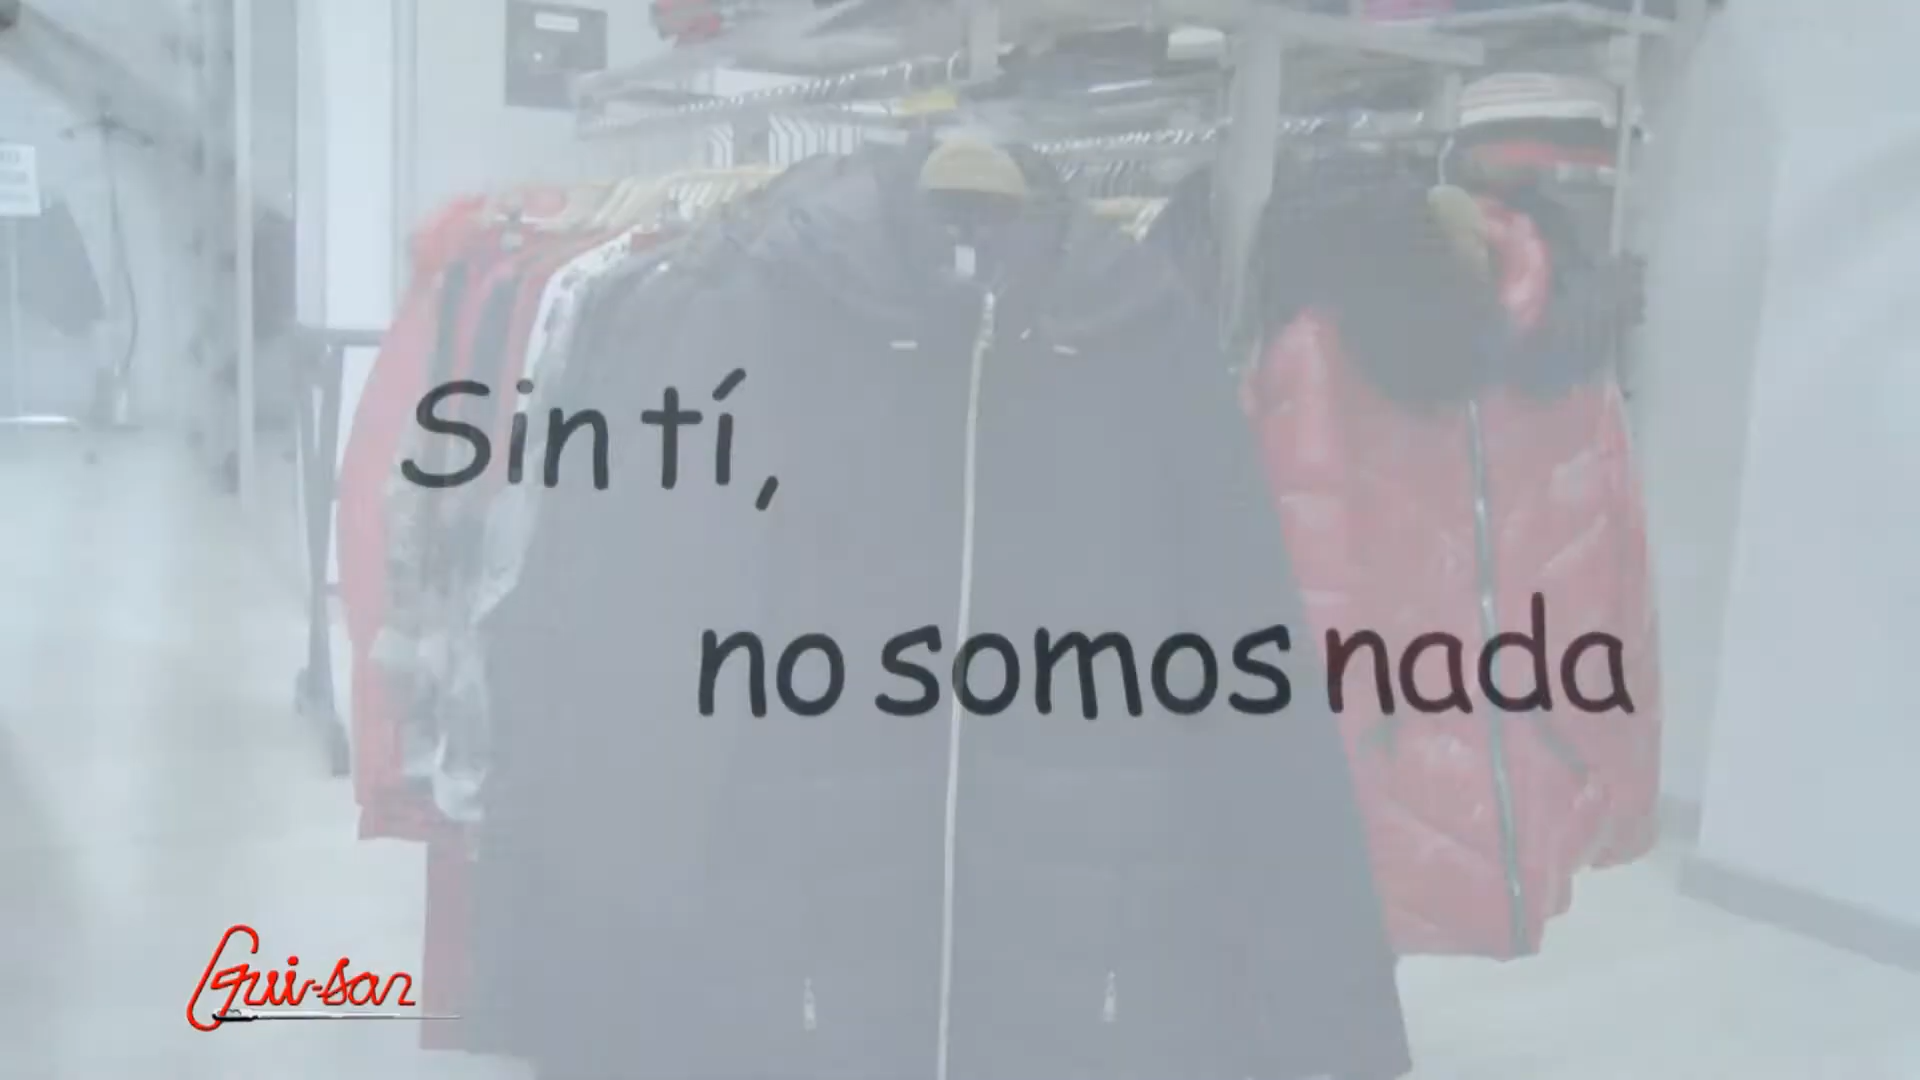 Sin tí,
no somos nada
Gui-san